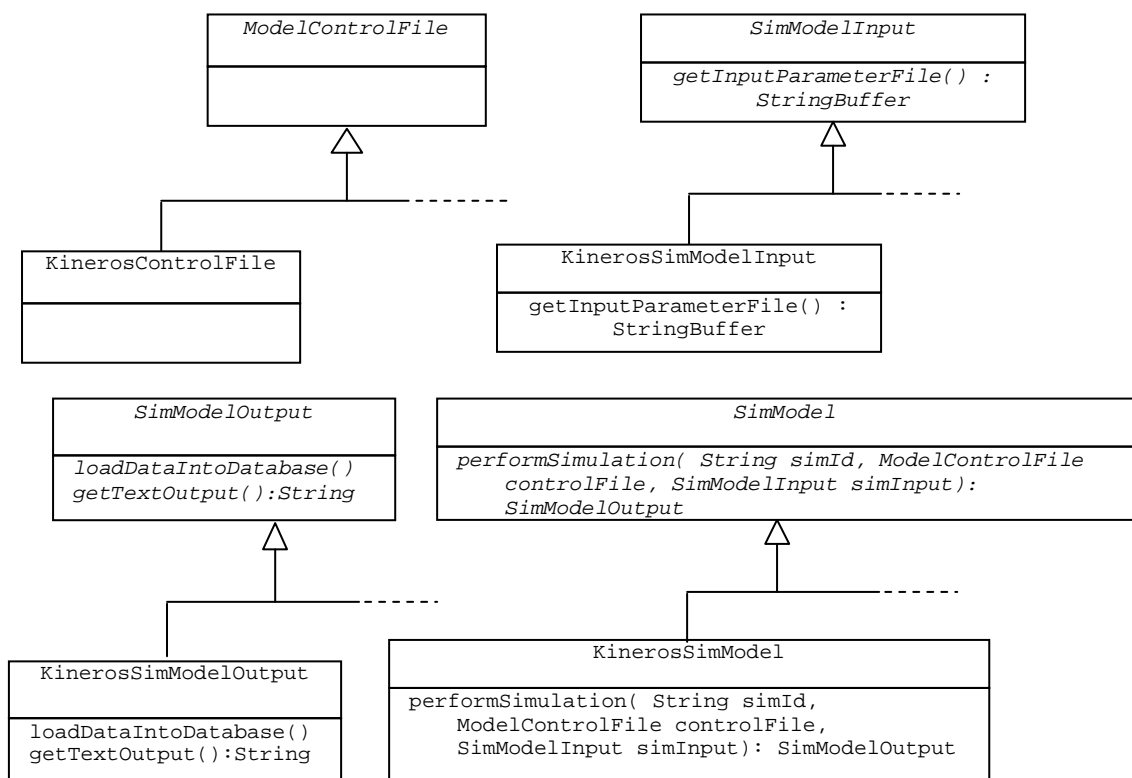 ModelControlFile
SimModelInput
getInputParameterFile() :
StringBuffer
KinerosControlFile
KinerosSimModelInput
getInputParameterFile() :
StringBuffer
SimModelOutput
loadDataIntoDatabase()
getTextOutput():String
SimModel
performSimulation( String simId, ModelControlFile
controlFile, SimModelInput simInput):
SimModelOutput
KinerosSimModelOutput
loadDataIntoDatabase()
getTextOutput():String
KinerosSimModel
performSimulation( String simId,
ModelControlFile controlFile,
SimModelInput simInput): SimModelOutput